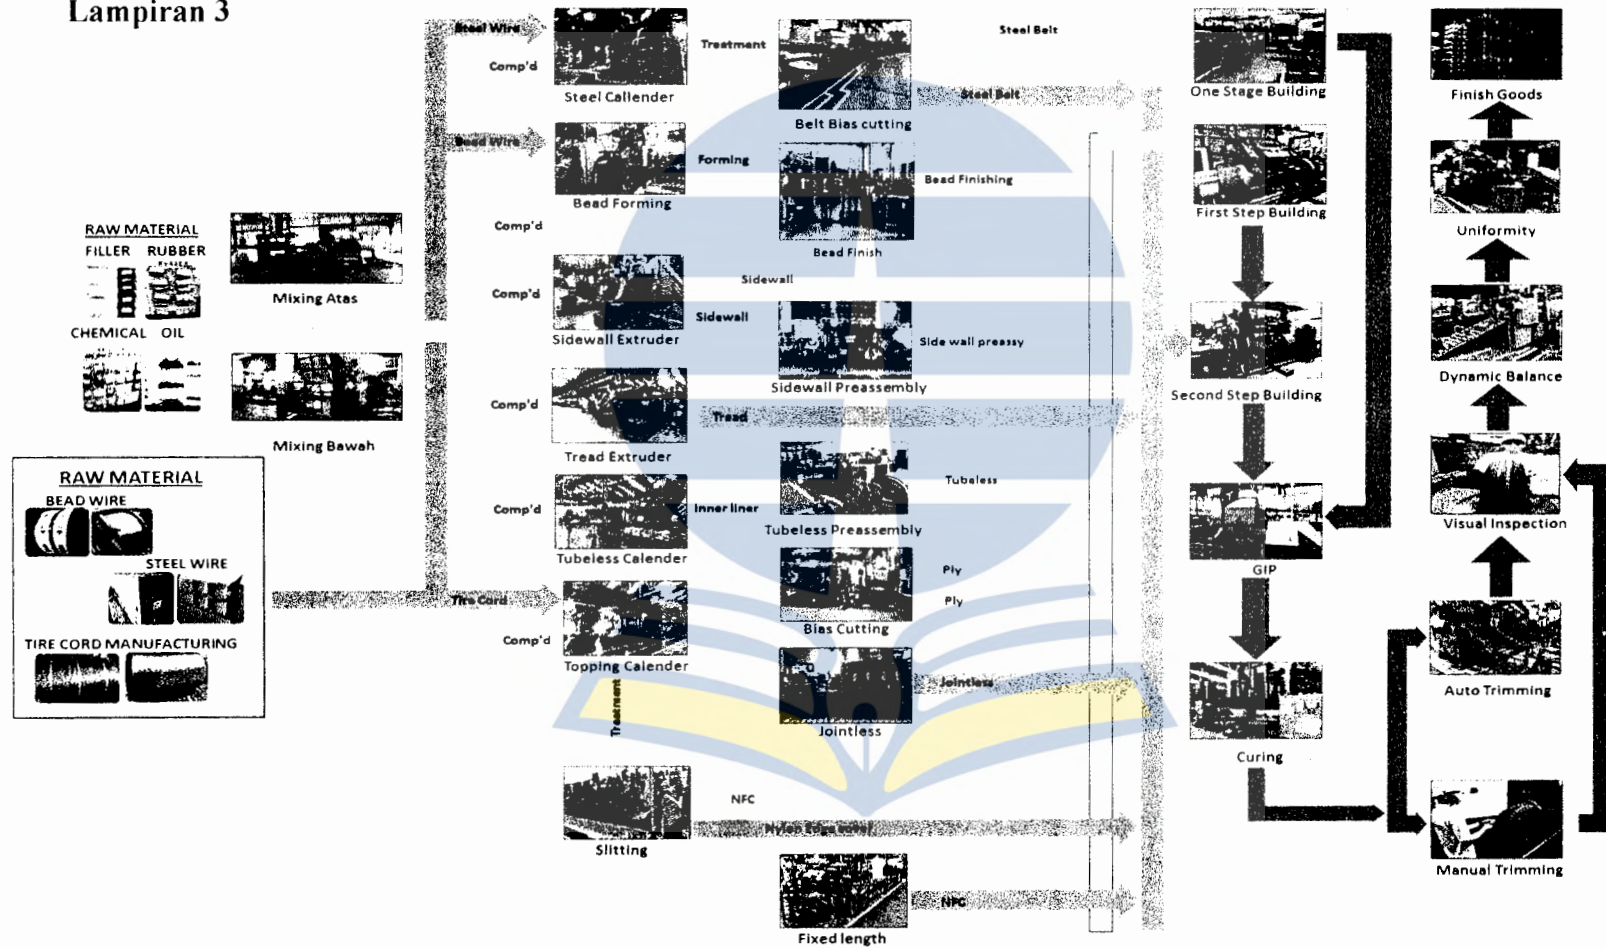 Lampiran 3
RAW MATERIAL
FILLER
RUBBER
CHEMICAL
OIL
Mixing Atas
Mixing Bawah
RAW MATERIAL
BEAD WIRE
STEEL WIRE
TIRE CORD MANUFACTURING
Steel Wire
Comp'd
Bead Wire
Comp'd
Comp'd
Comp'd
Comp'd
Tire Cord
Comp'd
Steel Callender
Bead Forming
Sidewall Extruder
Tread Extruder
Tubeless Calender
Topping Calender
Treatment
Slitting
Treatment
Forming
Sidewall
Sidewall
Tread
Inner liner
NFC
Nylon Edge cover
Belt Bias cutting
Bead Finish
Sidewall Preassembly
Tubeless Preassembly
Bias Cutting
Jointless
Fixed length
Steel Belt
Steel Belt
Bead Finishing
Side wall preassy
Tubeless
Ply
Ply
Jointless
NFC
One Stage Building
First Step Building
Second Step Building
GIP
Curing
Finish Goods
Uniformity
Dynamic Balance
Visual Inspection
Auto Trimming
Manual Trimming